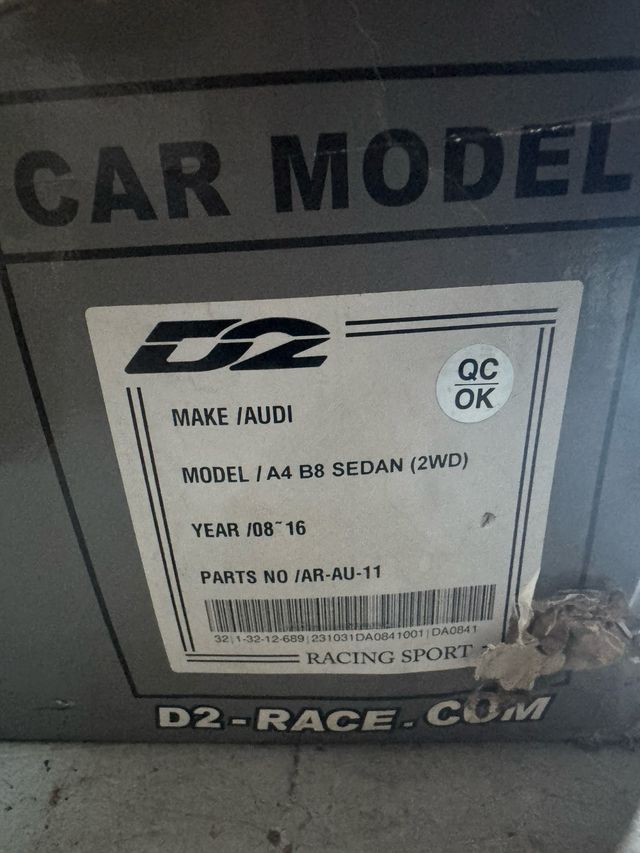 CAR MODEL
D2
QC
OK
MAKE /AUDI
MODEL / A4 B8 SEDAN (2WD)
YEAR /08~16
PARTS NO /AR-AU-11
32|1-32-12-689|231031DA0841001|DA0841
RACING SPORT
D2-RACE.COM